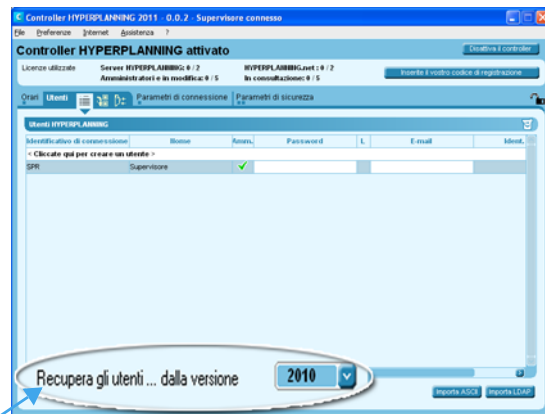 Controller HYPERPLANNING 2011 - 0.0.2 - Supervisore connesso
File Preferenze Internet Assistenza ?
Controller HYPERPLANNING attivato
Disattiva il controller
Licenze utilizzate Server HYPERPLANNING: 0 / 2 HYPERPLANNING.net : 0 / 2
Amministratori e in modifica: 0 / 5 In consultazione: 0 / 5
Inserite il vostro codice di registrazione
Orari Utenti Parametri di connessione Parametri di sicurezza
Utenti HYPERPLANNING
Identificativo di connessione Nome Amm. Password L E-mail Ident.
< Cliccate qui per creare un utente >
SPR Supervisore
Recupera gli utenti ... dalla versione 2010
Importa ASCII Importa LDAP